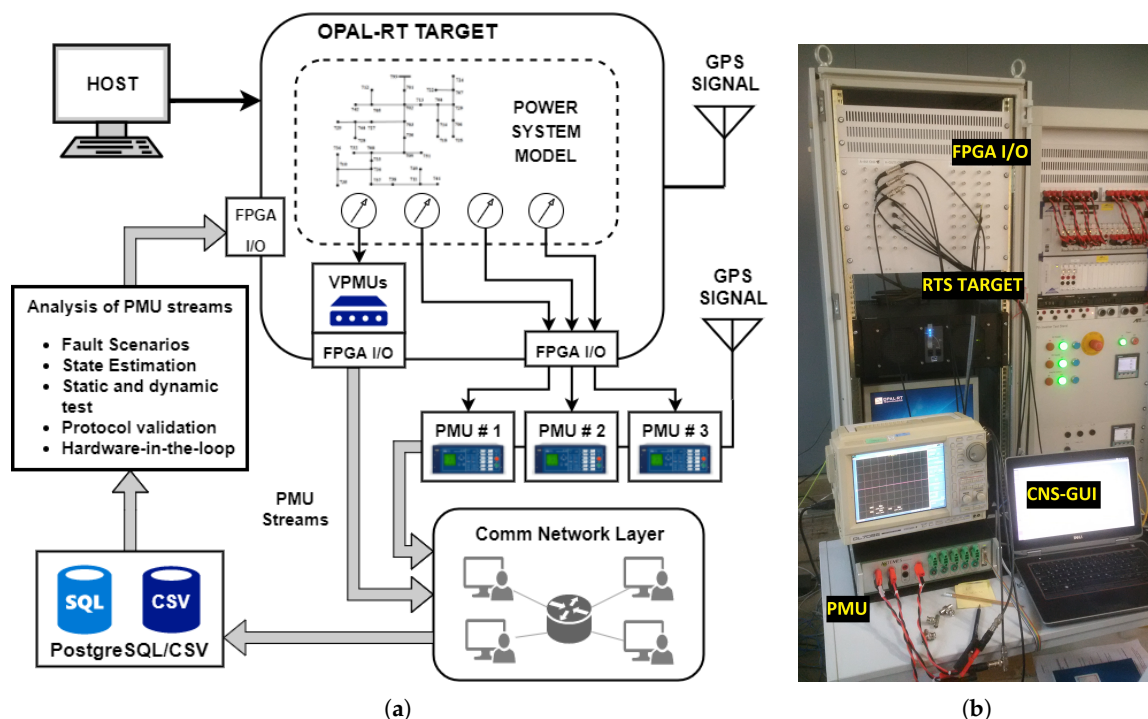 OPAL-RT TARGET
HOST
POWER
SYSTEM
MODEL
GPS
SIGNAL
FPGA
I/O
VPMUs
FPGA I/O
FPGA I/O
GPS
SIGNAL
Analysis of PMU streams
• Fault Scenarios
• State Estimation
• Static and dynamic
test
• Protocol validation
• Hardware-in-the-loop
PMU # 1
PMU # 2
PMU # 3
PMU
Streams
Comm Network Layer
SQL
CSV
PostgreSQL/CSV
(a)
FPGA I/O
RTS TARGET
OPAL-RT
CNS-GUI
DELL
PMU
(b)